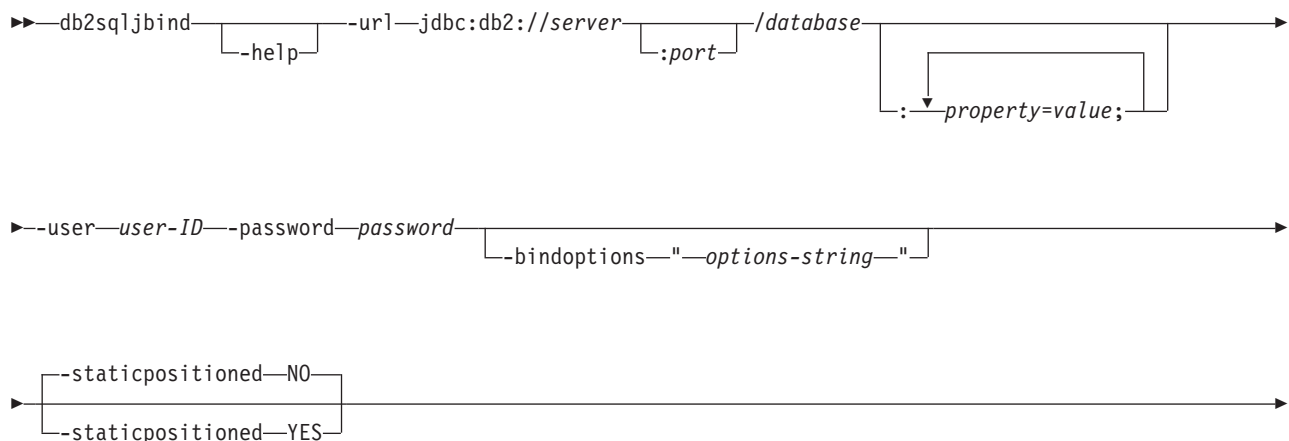 db2sqljbind -url jdbc:db2://server /database
-help :port
: property=value;
-user user-ID -password password
-bindoptions " options-string "
-staticpositioned NO
-staticpositioned YES